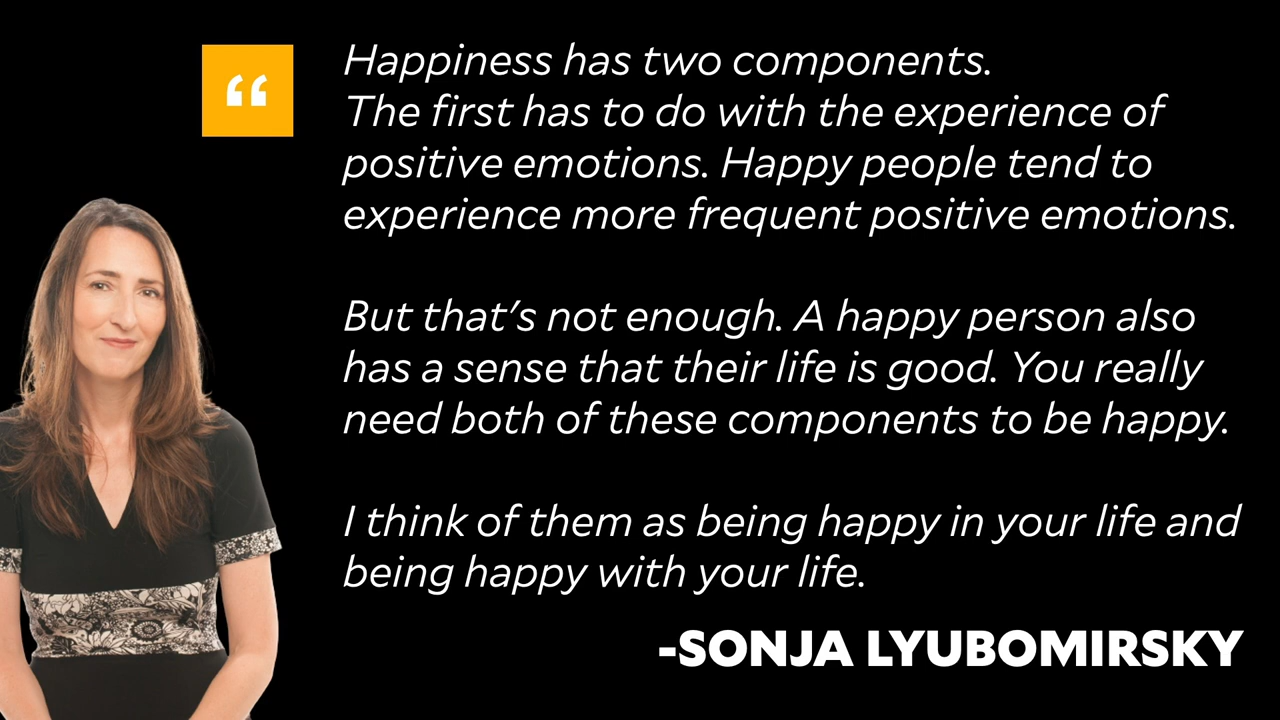 “
Happiness has two components.
The first has to do with the experience of
positive emotions. Happy people tend to
experience more frequent positive emotions.
But that's not enough. A happy person also
has a sense that their life is good. You really
need both of these components to be happy.
I think of them as being happy in your life and
being happy with your life.
-SONJA LYUBOMIRSKY